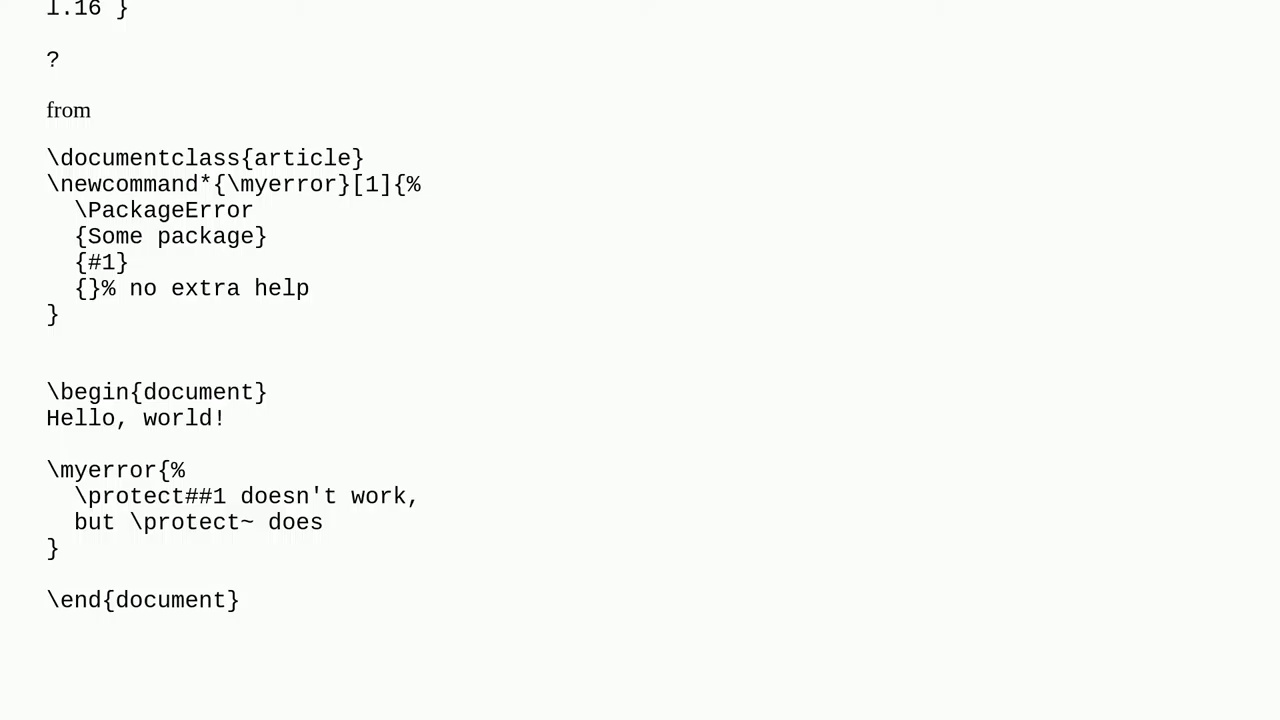 l.16 }
?
from
\documentclass{article}
\newcommand*{\myerror}[1]{%
  \PackageError
  {Some package}
  {#1}
  {}% no extra help
}
\begin{document}
Hello, world!
\myerror{%
  \protect##1 doesn't work,
  but \protect~ does
}
\end{document}